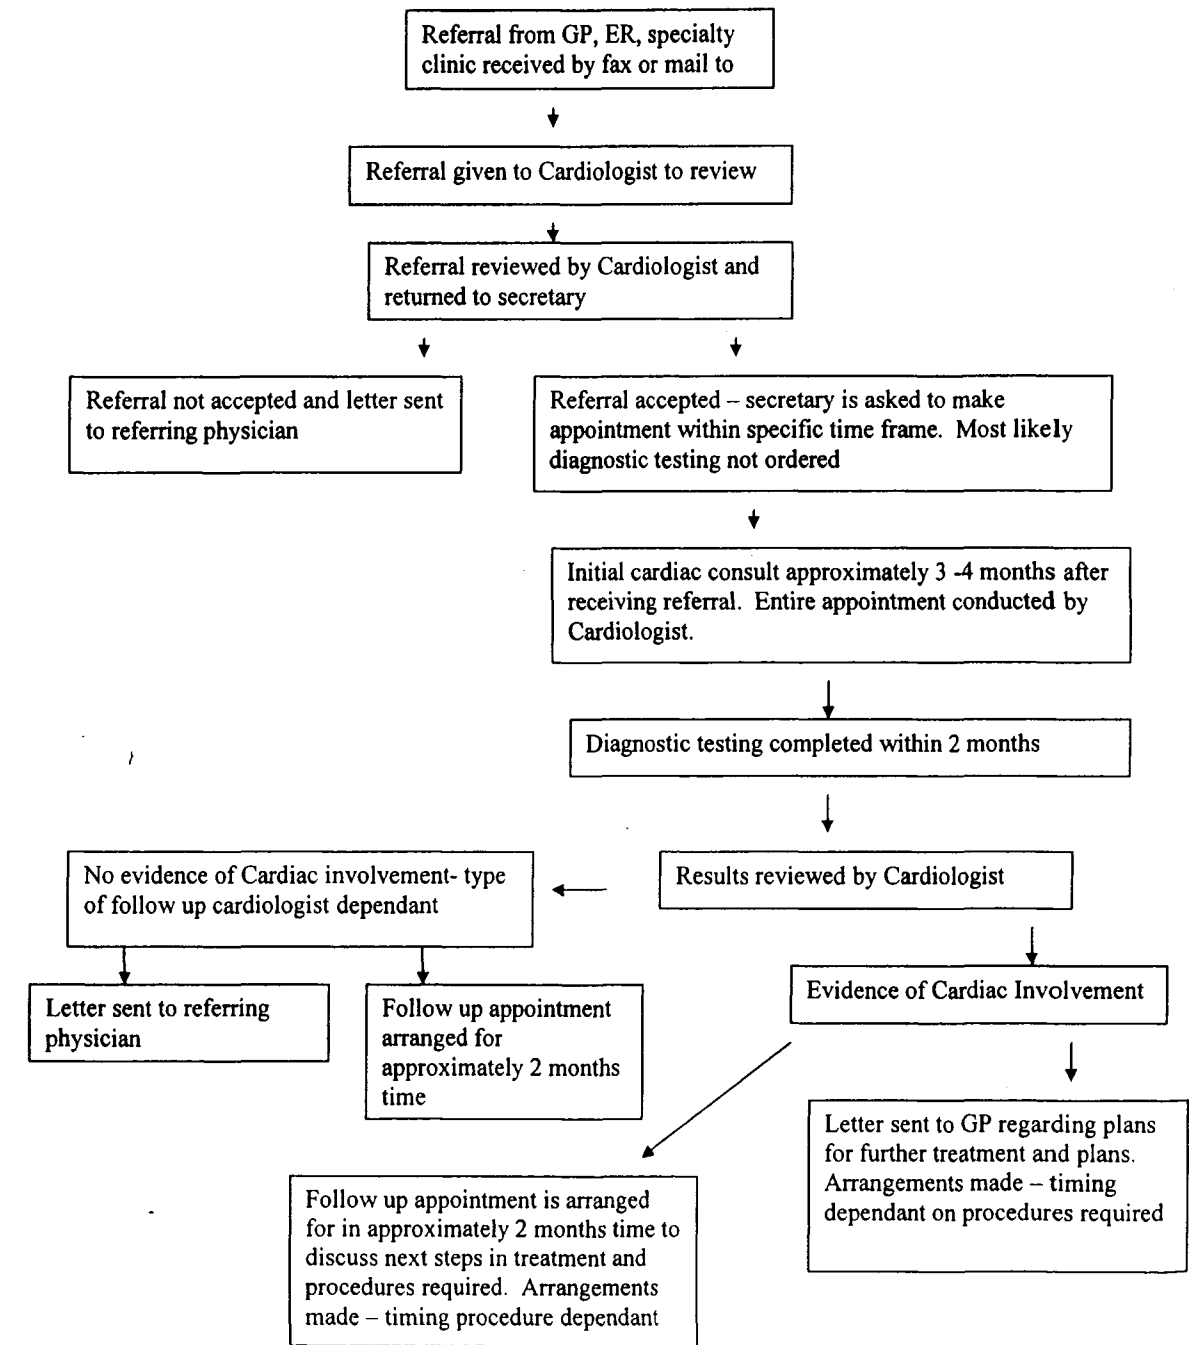 Referral from GP, ER, specialty
clinic received by fax or mail to
Referral given to Cardiologist to review
Referral reviewed by Cardiologist and
returned to secretary
Referral not accepted and letter sent
to referring physician
Referral accepted – secretary is asked to make
appointment within specific time frame. Most likely
diagnostic testing not ordered
Initial cardiac consult approximately 3 -4 months after
receiving referral. Entire appointment conducted by
Cardiologist.
Diagnostic testing completed within 2 months
No evidence of Cardiac involvement- type
of follow up cardiologist dependant
Results reviewed by Cardiologist
Letter sent to referring
physician
Follow up appointment
arranged for
approximately 2 months
time
Evidence of Cardiac Involvement
Follow up appointment is arranged
for in approximately 2 months time to
discuss next steps in treatment and
procedures required. Arrangements
made – timing procedure dependant
Letter sent to GP regarding plans
for further treatment and plans.
Arrangements made – timing
dependant on procedures required